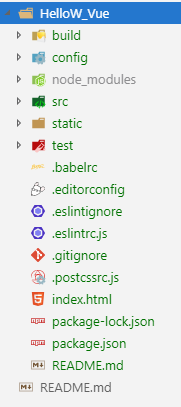 HelloW_Vue
build
config
node_modules
src
static
test
.babelrc
.editorconfig
.eslintignore
.eslintrc.js
.gitignore
.postcssrc.js
index.html
package-lock.json
package.json
README.md
README.md